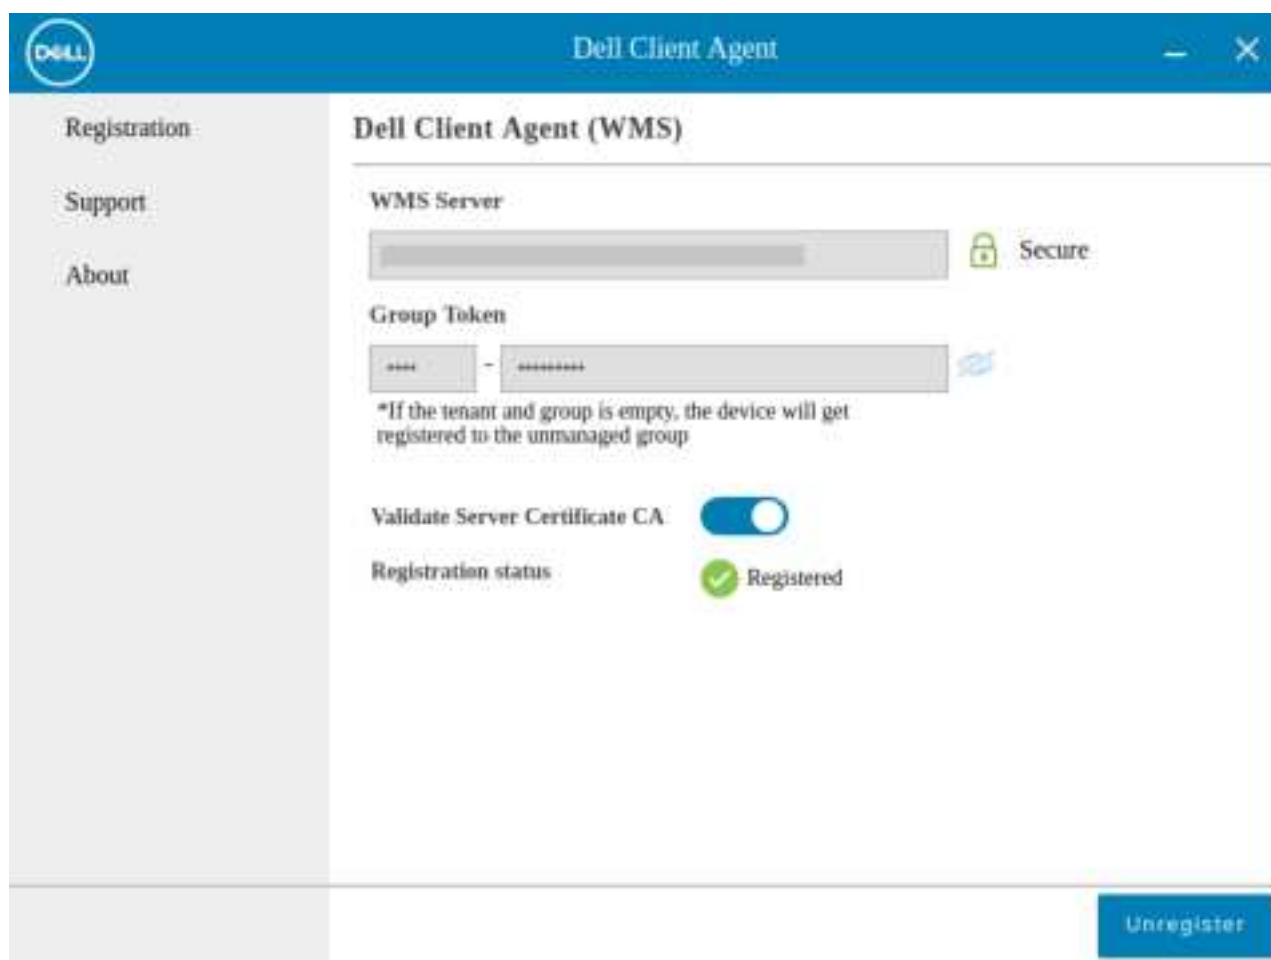 DELL
Dell Client Agent
Registration
Support
About
Dell Client Agent (WMS)
WMS Server
Secure
Group Token
**** - *********
*If the tenant and group is empty, the device will get
registered to the unmanaged group
Validate Server Certificate CA
Registration status
Registered
Unregister